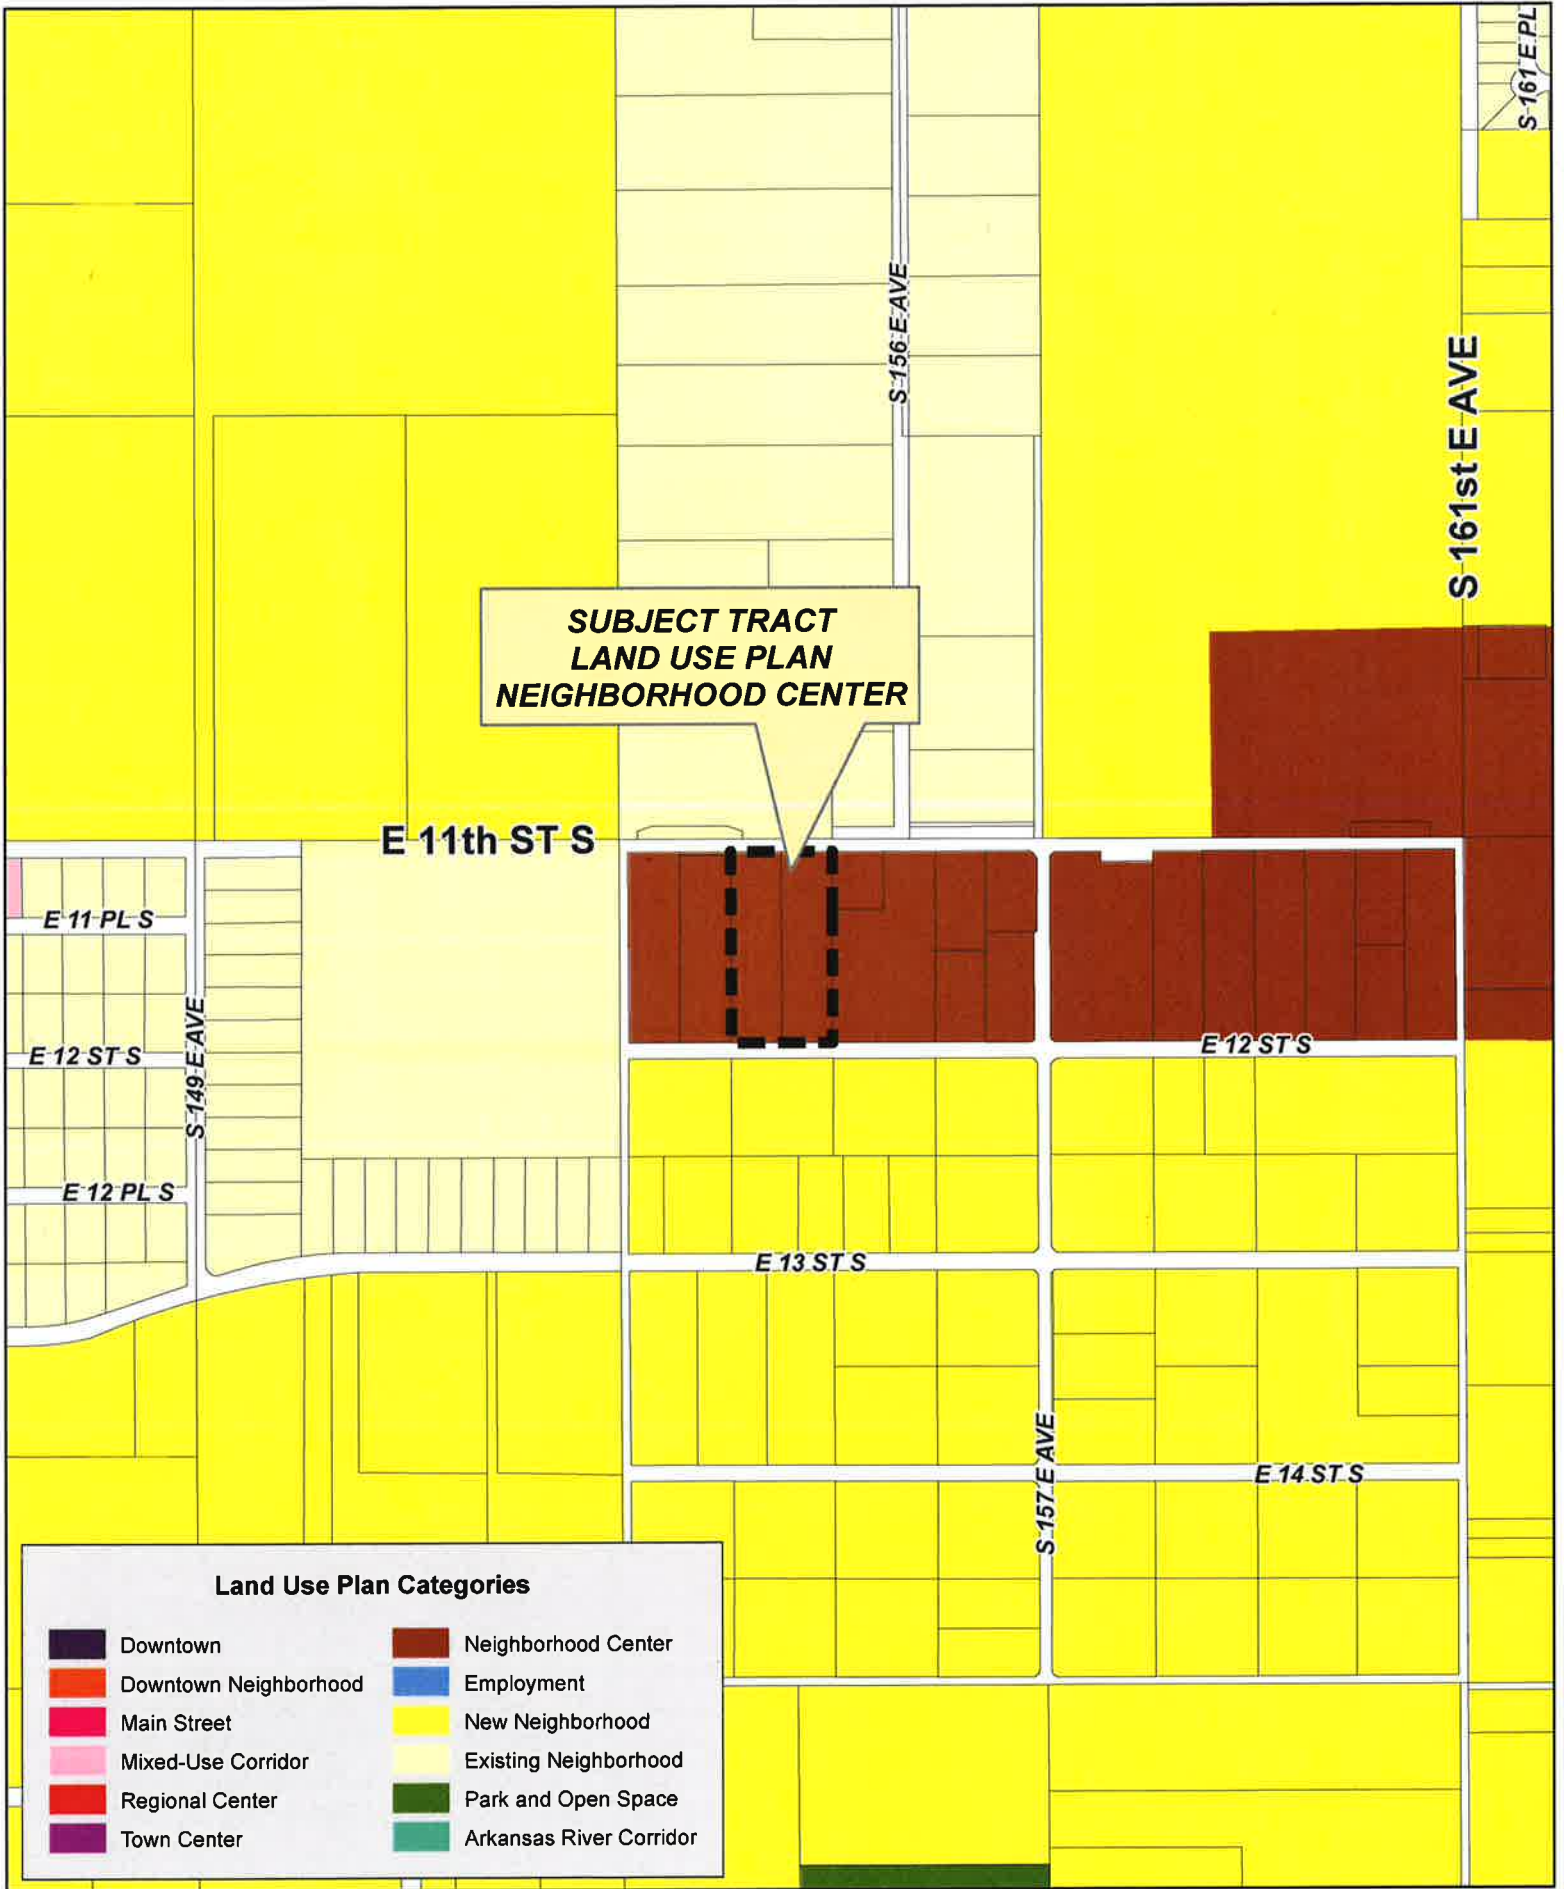 S 161 E PL
S 156 E AVE
S 161st E AVE
SUBJECT TRACT
LAND USE PLAN
NEIGHBORHOOD CENTER
E 11th ST S
E 11 PL S
S 149 E AVE
E 12 ST S
E 12 ST S
E 12 PL S
E 13 ST S
S 157 E AVE
E 14 ST S
Land Use Plan Categories
Downtown
Downtown Neighborhood
Main Street
Mixed-Use Corridor
Regional Center
Town Center
Neighborhood Center
Employment
New Neighborhood
Existing Neighborhood
Park and Open Space
Arkansas River Corridor